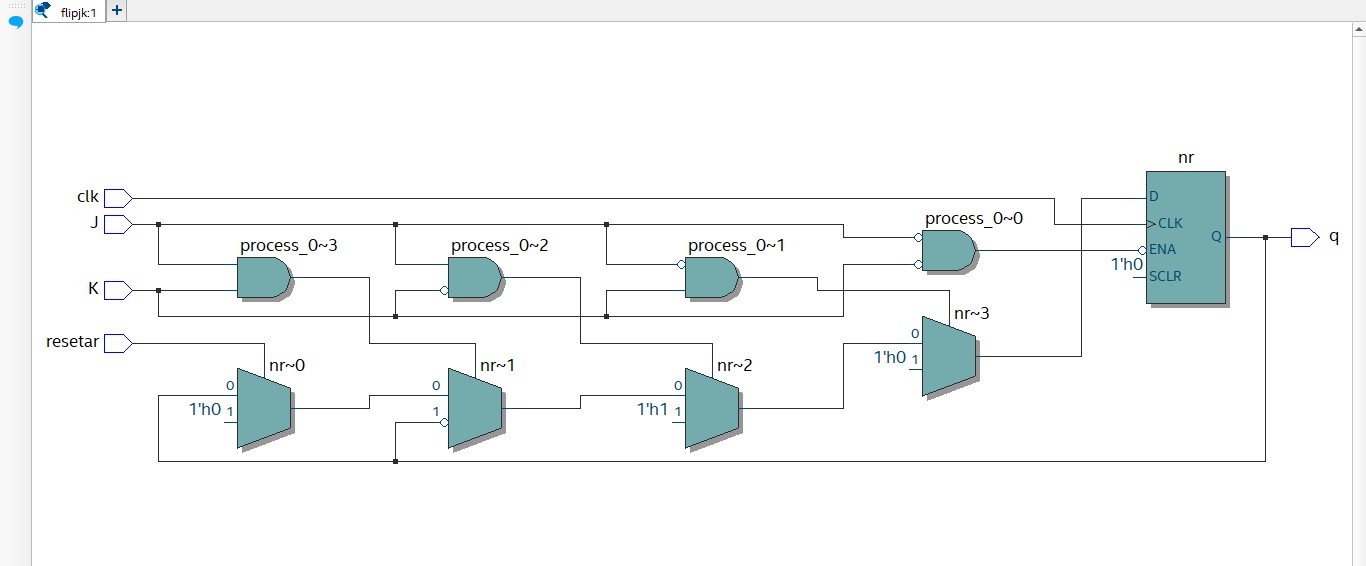 flipjk:1
nr
clk
D
J
process_0~0
CLK
Q
q
process_0~3
process_0~2
process_0~1
ENA
1'h0
SCLR
K
nr~3
resetar
0
1'h0
1
nr~0
nr~1
nr~2
0
0
0
1'h0
1
1
1'h1
1